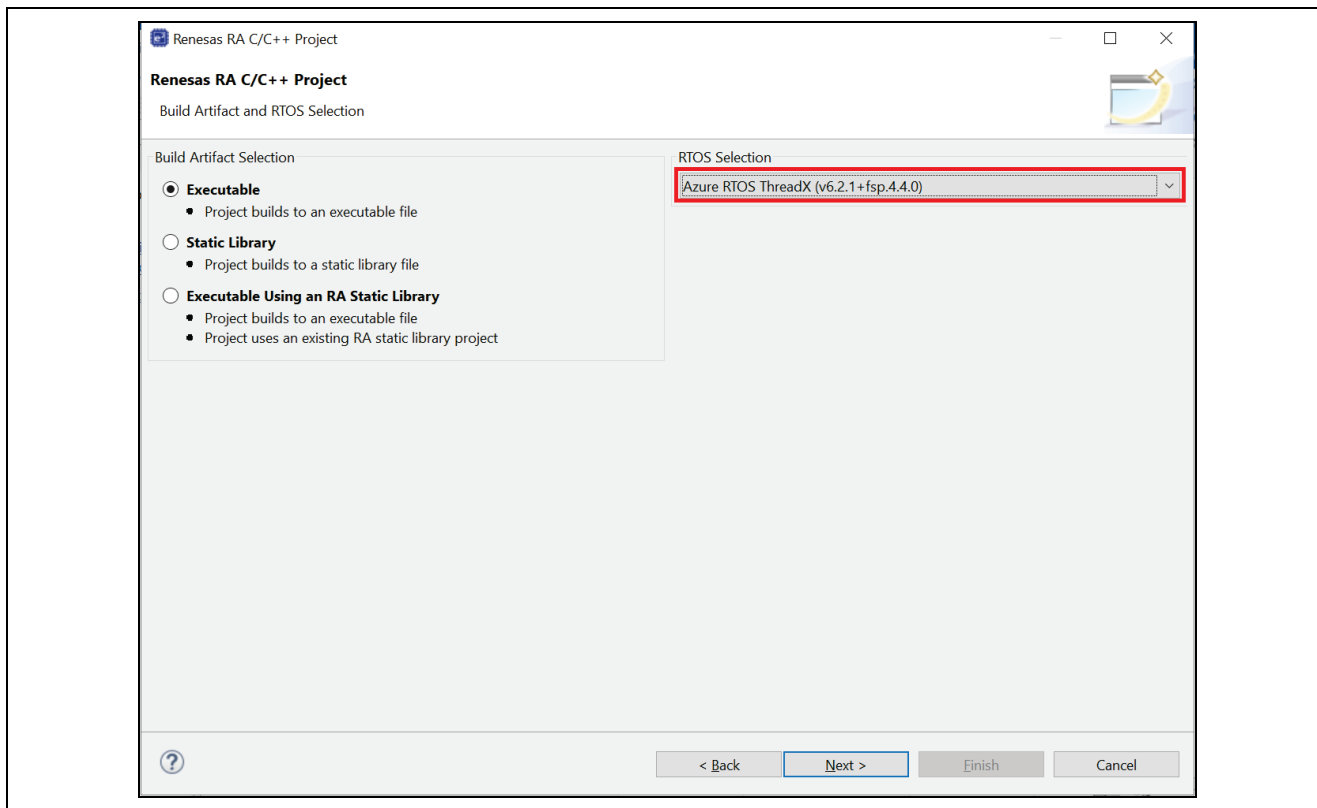 Renesas RA C/C++ Project
Renesas RA C/C++ Project
Build Artifact and RTOS Selection
Build Artifact Selection
Executable
Project builds to an executable file
Static Library
Project builds to a static library file
Executable Using an RA Static Library
Project builds to an executable file
Project uses an existing RA static library project
RTOS Selection
Azure RTOS ThreadX (v6.2.1+fsp.4.4.0)
?
< Back
Next >
Finish
Cancel